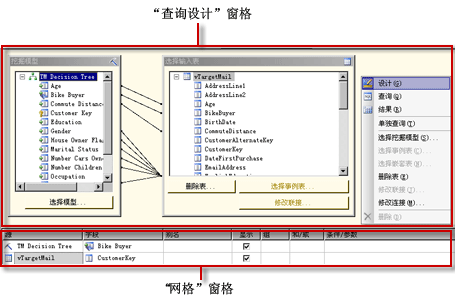 “查询设计”窗格
挖掘模型
TM Decision Tree
Age
Bike Buyer
Commute Distance
Customer Key
Education
Gender
House Owner Fla
Marital Status
Number Cars Owne
Number Children
Occupation
选择模型...
选择输入表
vTargetMail
AddressLine1
AddressLine2
Age
BikeBuyer
BirthDate
CommuteDistance
CustomerAlternateKey
CustomerKey
DateFirstPurchase
EmailAddress
删除表...
选择事例表...
修改联接...
设计(G)
查询(Q)
结果(R)
单独查询(T)
选择挖掘模型(S)...
选择事例表(C)...
选择嵌套表(N)...
删除表(R)
修改联接(J)...
修改连接(M)...
删除(D)
源 字段 别名 显示 组 和/或 条件/参数
TM Decision Tree Bike Buyer
vTargetMail CustomerKey
“网格”窗格